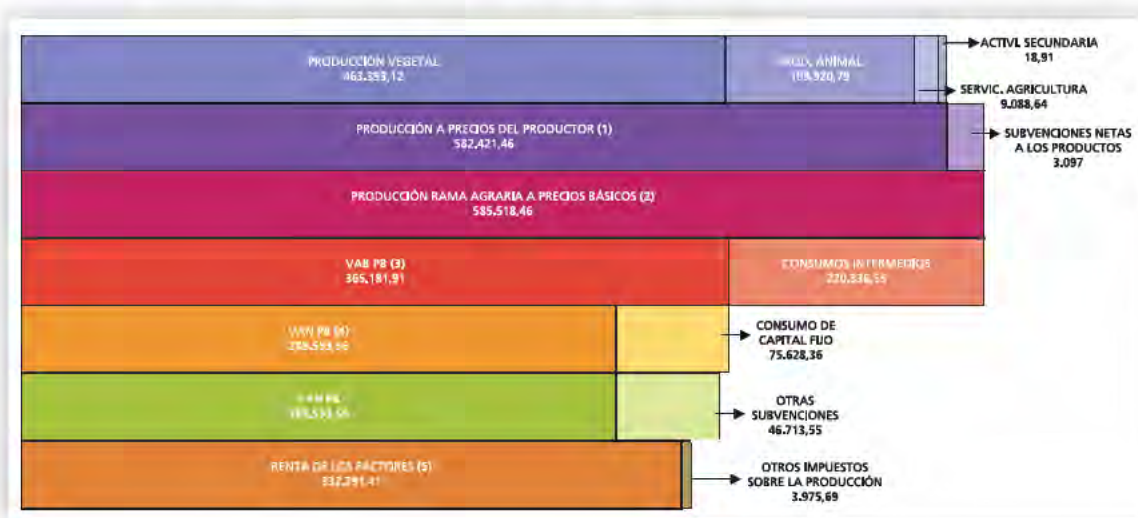 PRODUCCIÓN VEGETAL
463.393,12
PROD. ANIMAL
109.920,79
ACTIVI. SECUNDARIA
18,91
SERVIC. AGRICULTURA
9.088,64
PRODUCCIÓN A PRECIOS DEL PRODUCTOR (1)
582.421,46
SUBVENCIONES NETAS
A LOS PRODUCTOS
3.097
PRODUCCIÓN RAMA AGRARIA A PRECIOS BÁSICOS (2)
585.518,46
VAB PB (3)
365.181,91
CONSUMOS INTERMEDIOS
220.336,55
VAN PB (4)
CONSUMO DE
CAPITAL FIJO
75.628,36
VAN PB
OTRAS
SUBVENCIONES
46.713,55
RENTA DE LOS FACTORES (5)
332.291,41
OTROS IMPUESTOS
SOBRE LA PRODUCCIÓN
3.975,69